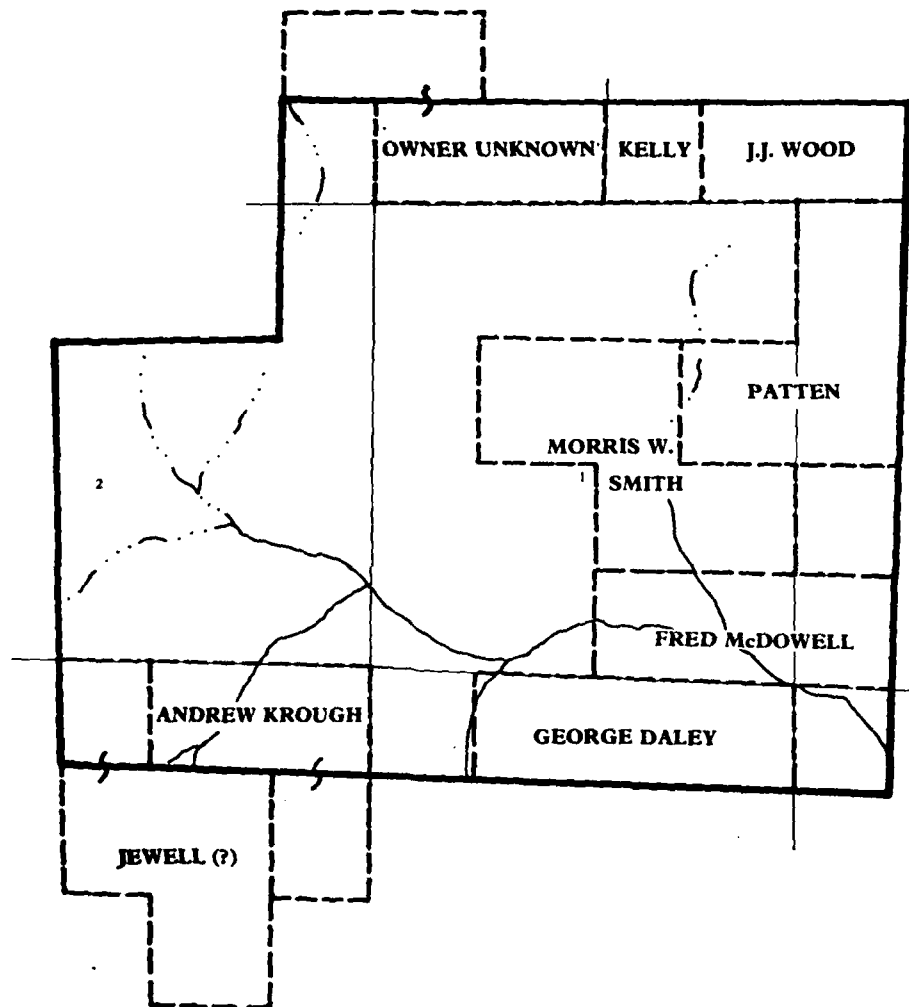 OWNER UNKNOWN
KELLY
J.J. WOOD
PATTEN
MORRIS W.
1
SMITH
2
FRED McDOWELL
ANDREW KROUGH
GEORGE DALEY
JEWELL (?)